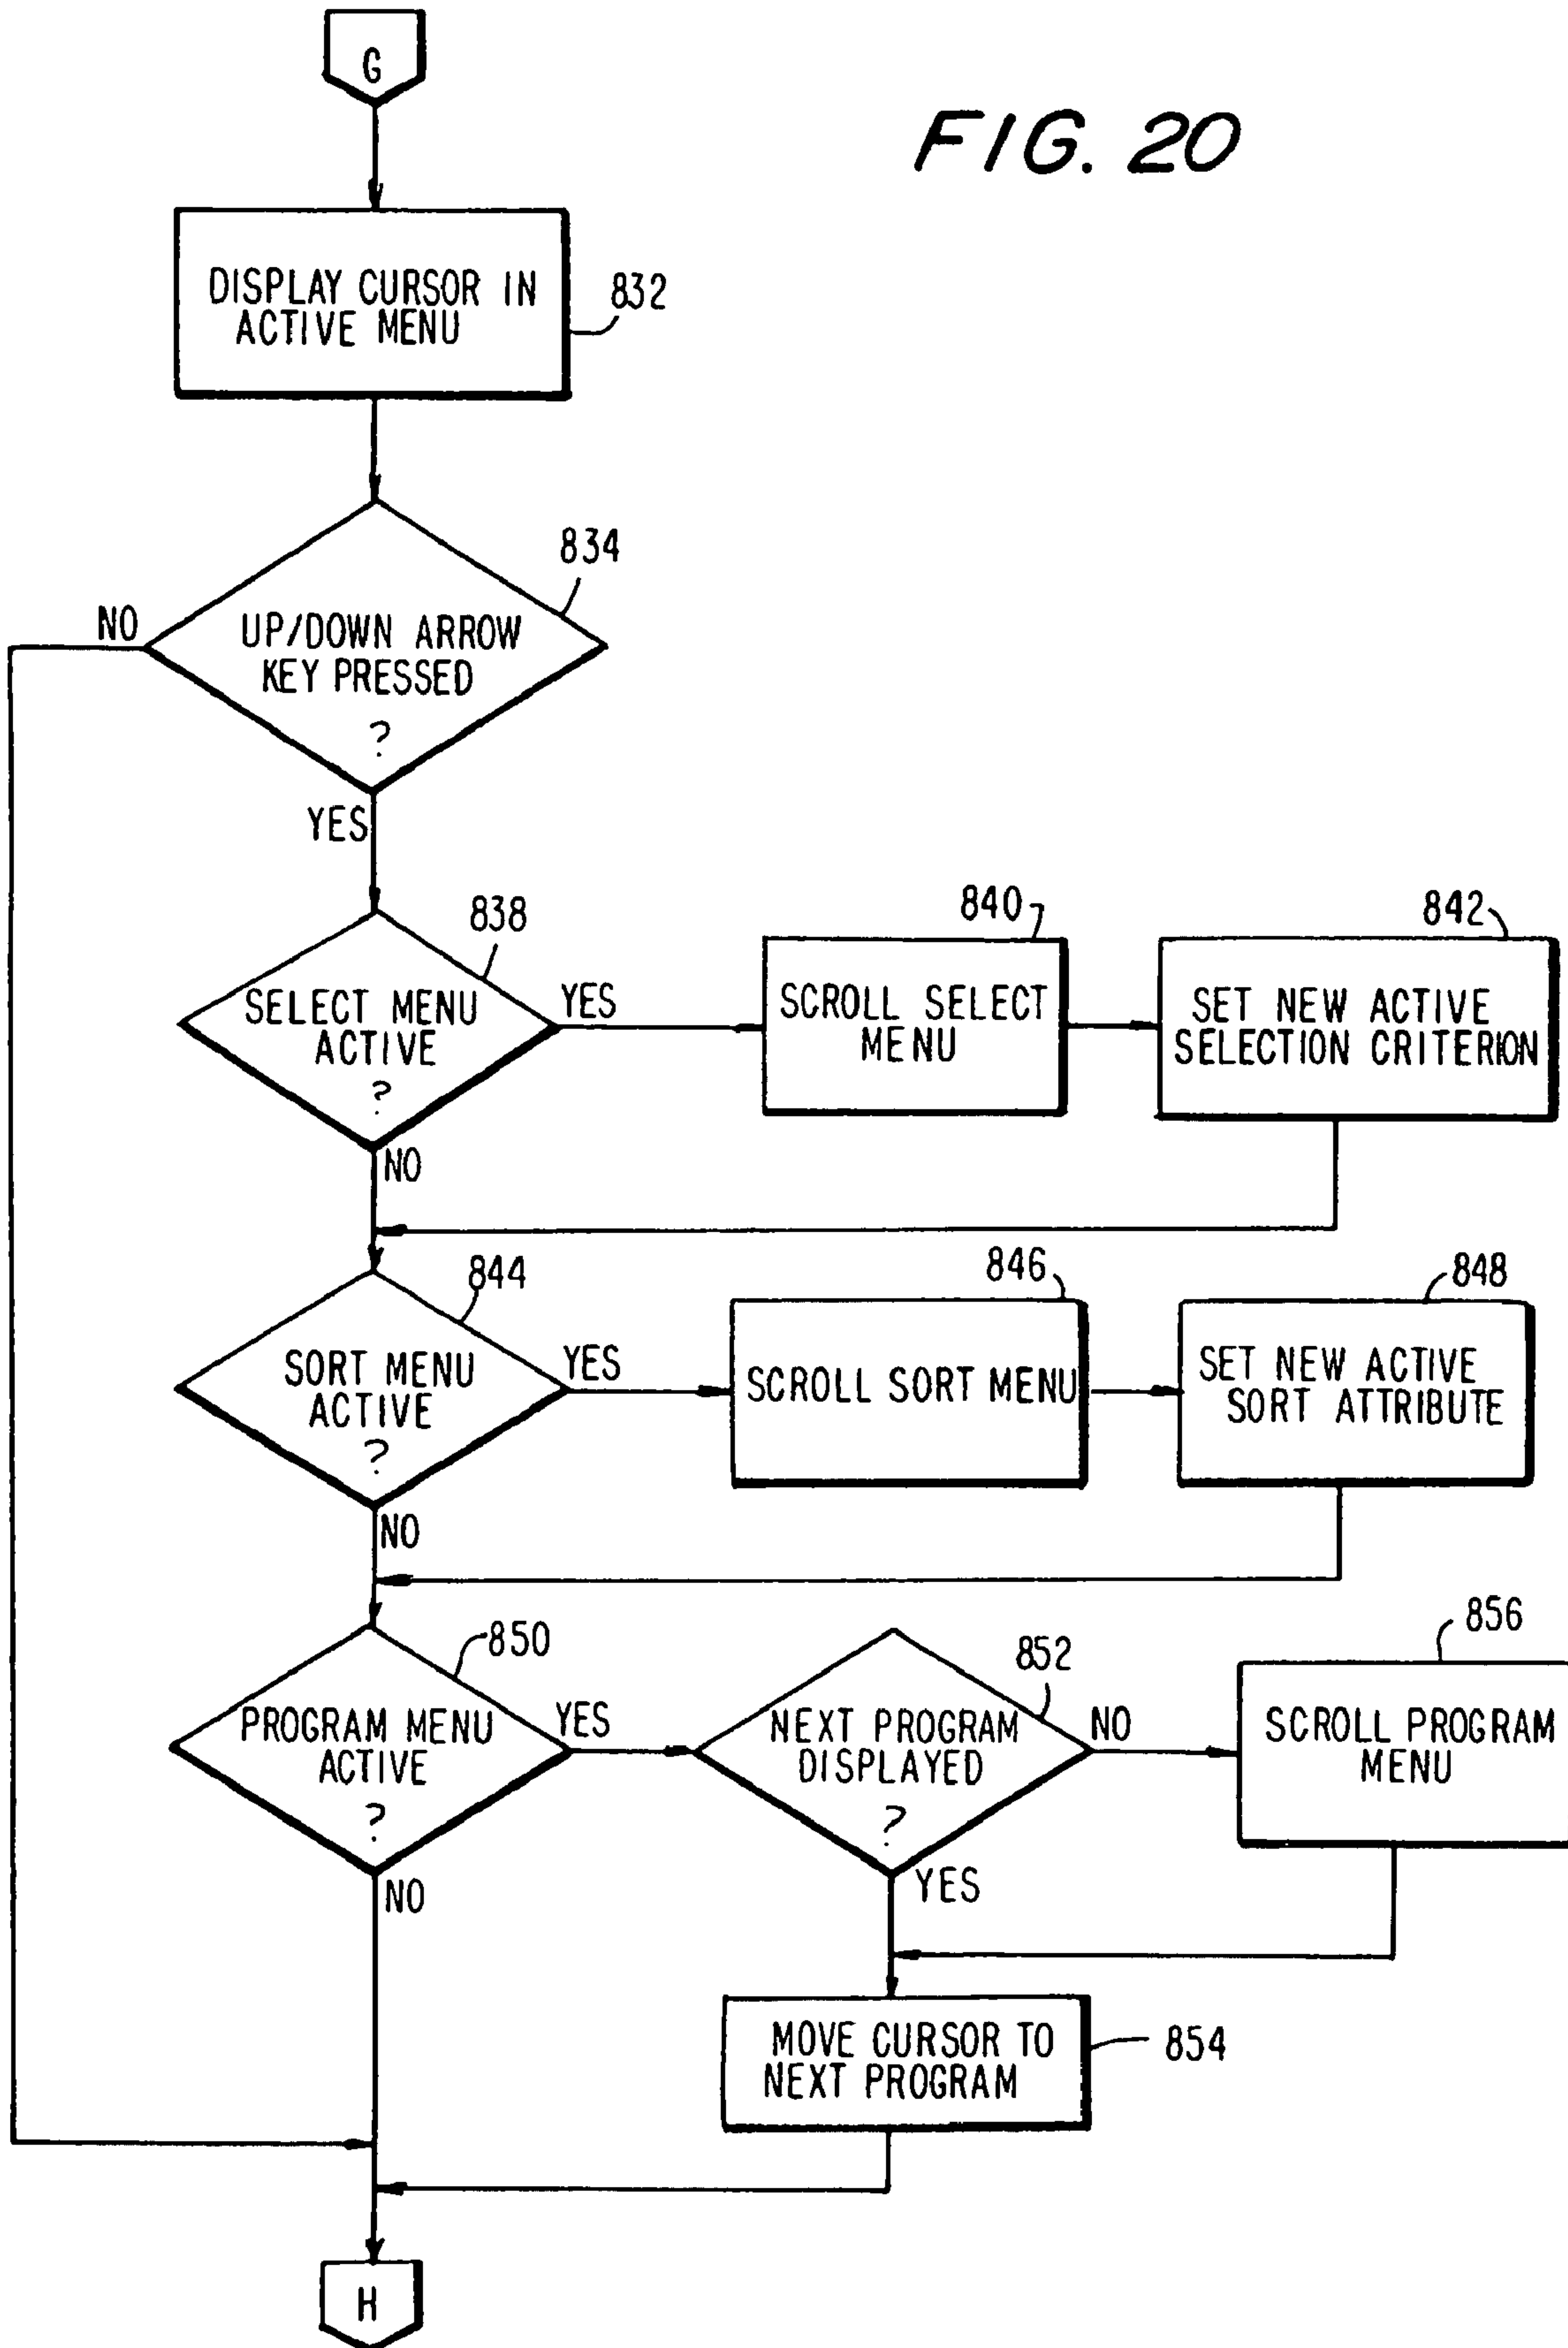 G
FIG. 20
DISPLAY CURSOR IN
ACTIVE MENU
832
834
NO
UP/DOWN ARROW
KEY PRESSED
?
YES
838
840
842
SELECT MENU
ACTIVE
?
YES
SCROLL SELECT
MENU
SET NEW ACTIVE
SELECTION CRITERION
NO
844
846
848
SORT MENU
ACTIVE
?
YES
SCROLL SORT MENU
SET NEW ACTIVE
SORT ATTRIBUTE
NO
850
852
856
PROGRAM MENU
ACTIVE
?
YES
NEXT PROGRAM
DISPLAYED
?
NO
SCROLL PROGRAM
MENU
NO
YES
MOVE CURSOR TO
NEXT PROGRAM
854
H